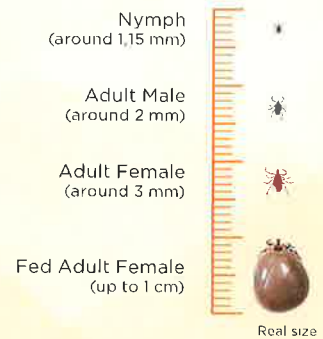 Nymph
(around 1,15 mm)
Adult Male
(around 2 mm)
Adult Female
(around 3 mm)
Fed Adult Female
(up to 1 cm)
Real size